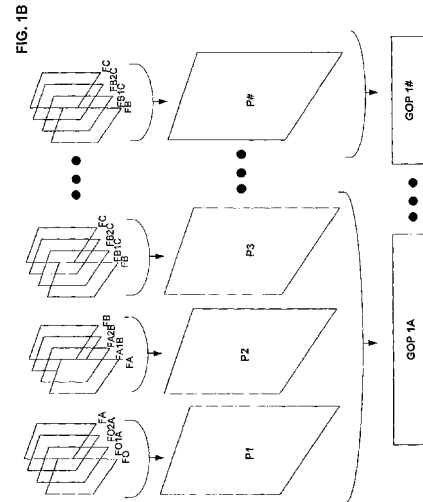 FIG. 1B
FO
FO1A
FO2A
FA
FA
FA1B
FA2B
FB
FB
FB1C
FB2C
FC
FB
FB1C
FB2C
FC
P1
P2
P3
P#
GOP 1A
GOP 1#